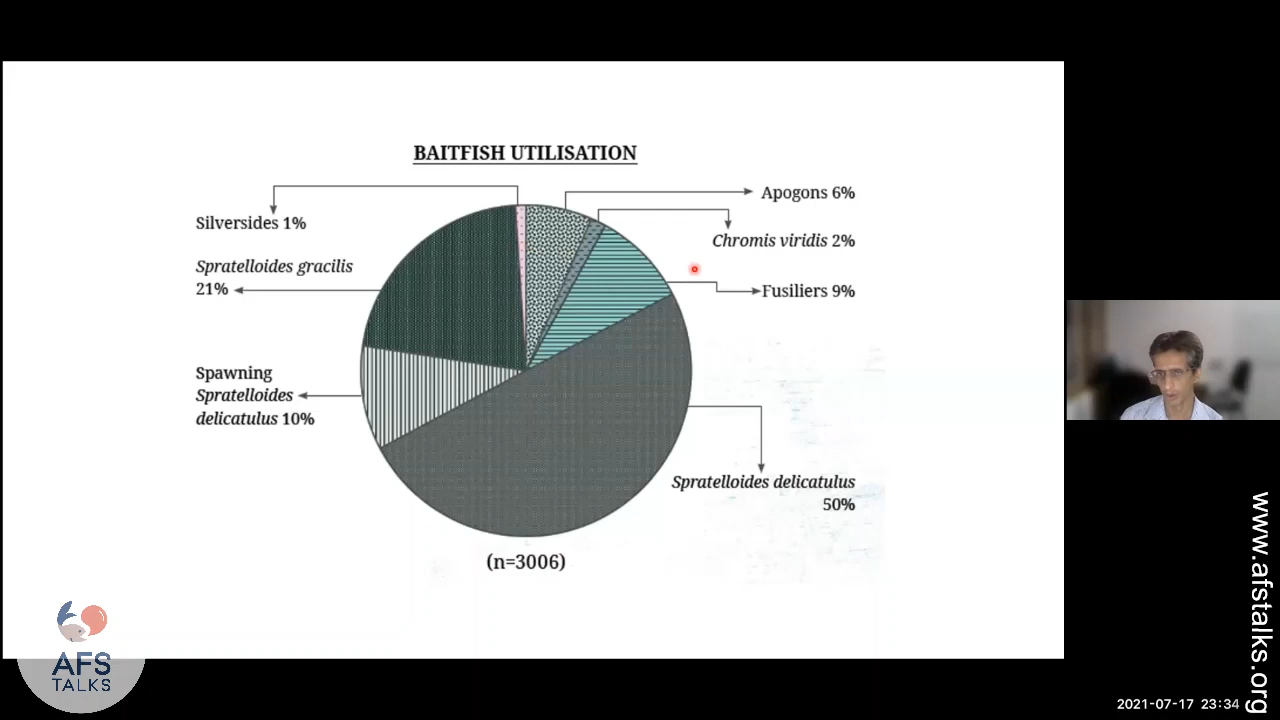 BAITFISH UTILISATION
Silversides 1%
Apogons 6%
Chromis viridis 2%
Spratelloides gracilis
21%
Fusiliers 9%
Spawning
Spratelloides
delicatulus 10%
Spratelloides delicatulus
50%
(n=3006)
AFS
TALKS
www.afstalks.org
2021-07-17 23:34